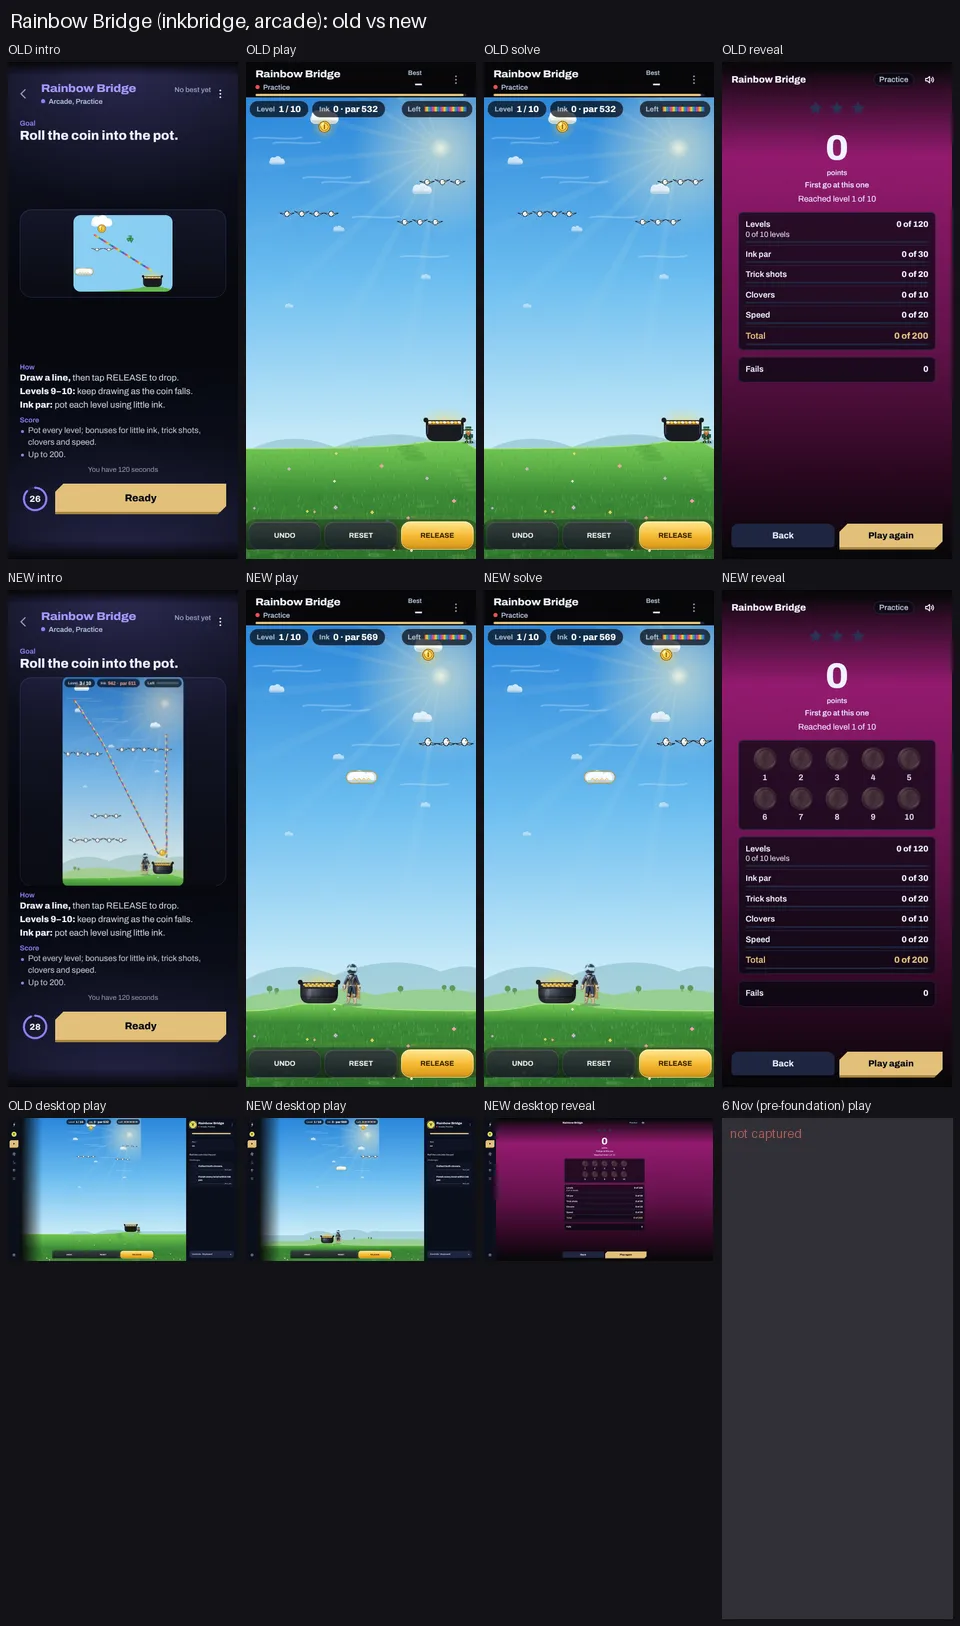 Rainbow Bridge (inkbridge, arcade): old vs new
OLD intro
OLD play
OLD solve
OLD reveal
Rainbow Bridge
Arcade, Practice
No best yet
Goal
Roll the coin into the pot.
How
Draw a line, then tap RELEASE to drop.
Levels 9–10: keep drawing as the coin falls.
Ink par: pot each level using little ink.
Score
Pot every level; bonuses for little ink, trick shots,
clovers and speed.
Up to 200.
You have 120 seconds
26
Ready
Rainbow Bridge
Practice
Best
Level 1 / 10
Ink 0 · par 532
Left
UNDO
RESET
RELEASE
Rainbow Bridge
Practice
Best
Level 1 / 10
Ink 0 · par 532
Left
UNDO
RESET
RELEASE
Rainbow Bridge
Practice
0
points
First go at this one
Reached level 1 of 10
Levels 0 of 120
0 of 10 levels
Ink par 0 of 30
Trick shots 0 of 20
Clovers 0 of 10
Speed 0 of 20
Total 0 of 200
Fails 0
Back
Play again
NEW intro
NEW play
NEW solve
NEW reveal
Rainbow Bridge
Arcade, Practice
No best yet
Goal
Roll the coin into the pot.
How
Draw a line, then tap RELEASE to drop.
Levels 9–10: keep drawing as the coin falls.
Ink par: pot each level using little ink.
Score
Pot every level; bonuses for little ink, trick shots,
clovers and speed.
Up to 200.
You have 120 seconds
28
Ready
Rainbow Bridge
Practice
Best
Level 1 / 10
Ink 0 · par 569
Left
UNDO
RESET
RELEASE
Rainbow Bridge
Practice
Best
Level 1 / 10
Ink 0 · par 569
Left
UNDO
RESET
RELEASE
Rainbow Bridge
Practice
0
points
First go at this one
Reached level 1 of 10
1 2 3 4 5
6 7 8 9 10
Levels 0 of 120
0 of 10 levels
Ink par 0 of 30
Trick shots 0 of 20
Clovers 0 of 10
Speed 0 of 20
Total 0 of 200
Fails 0
Back
Play again
OLD desktop play
NEW desktop play
NEW desktop reveal
6 Nov (pre-foundation) play
not captured